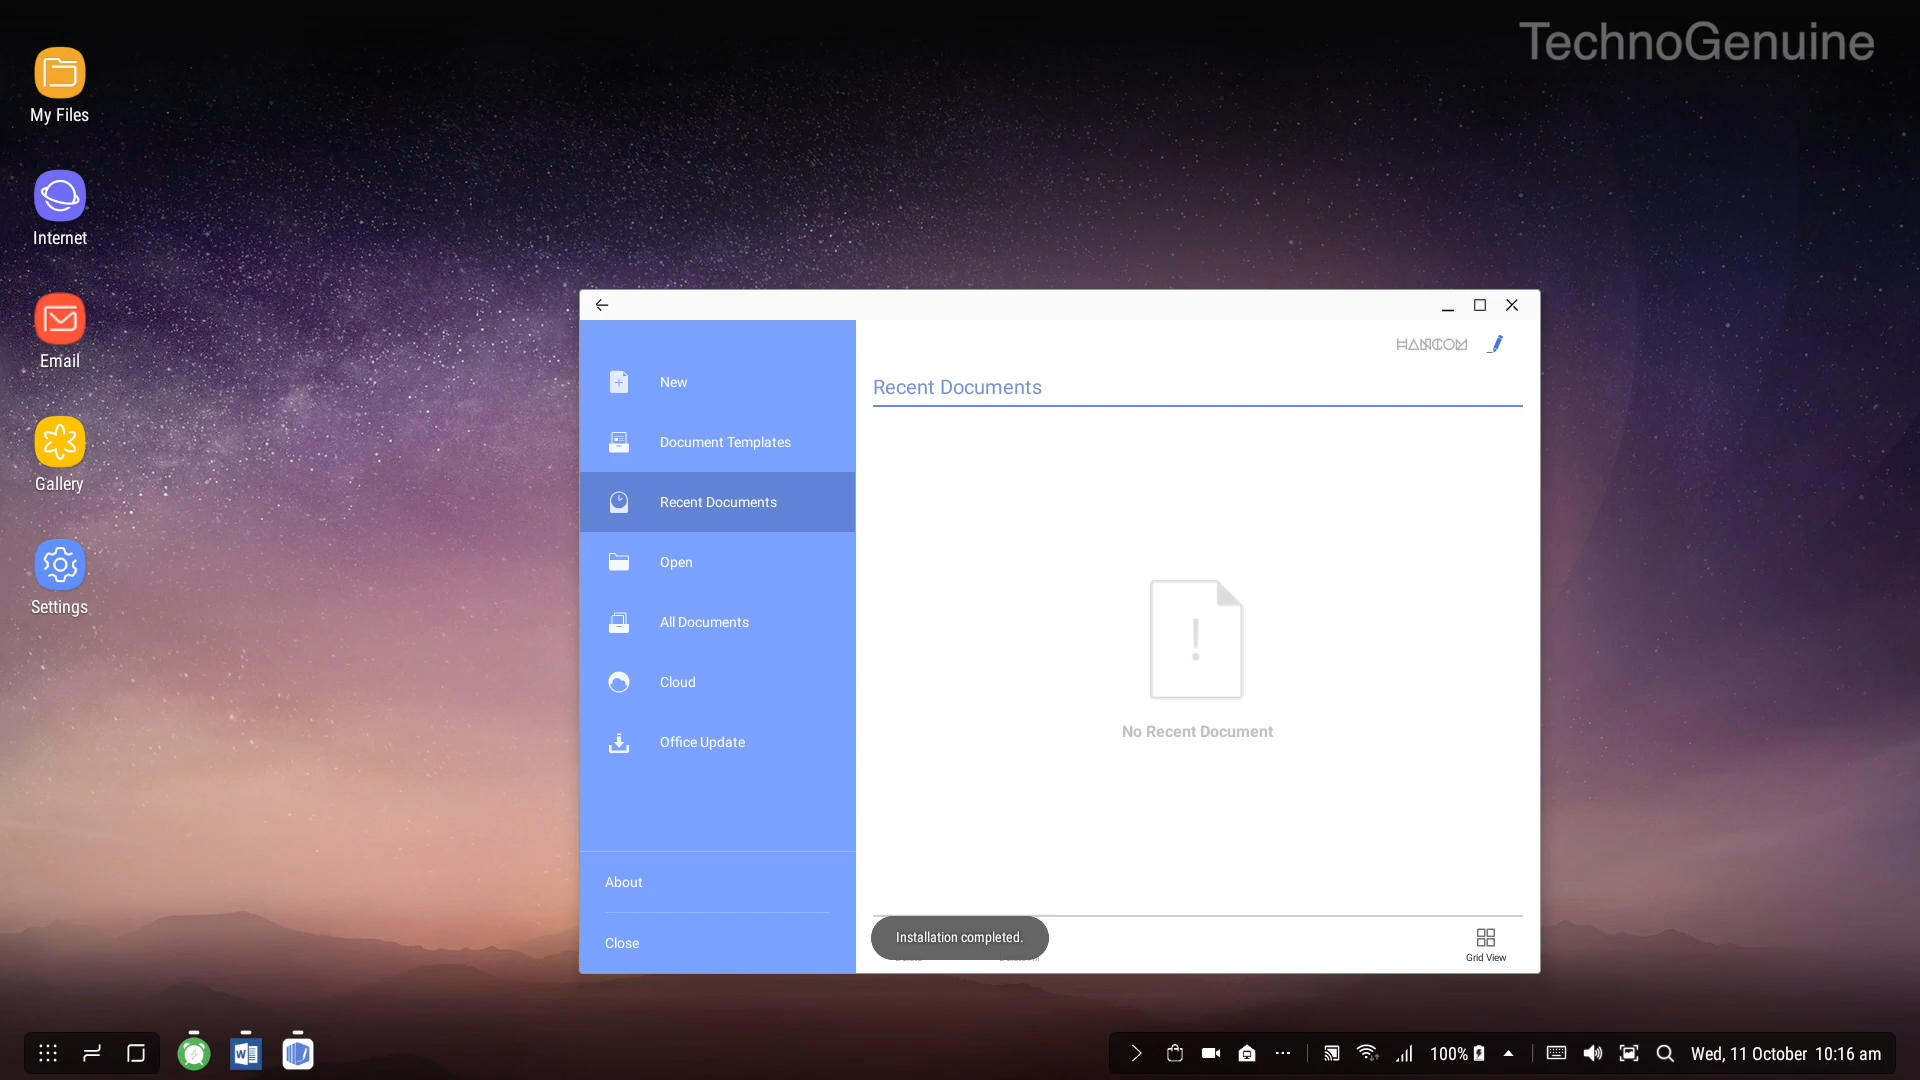 TechnoGenuine
My Files
Internet
Email
Gallery
Settings
HANCOM
New
Document Templates
Recent Documents
Open
All Documents
Cloud
Office Update
About
Close
Recent Documents
No Recent Document
Installation completed.
Grid View
W
100%
Wed, 11 October 10:16 am